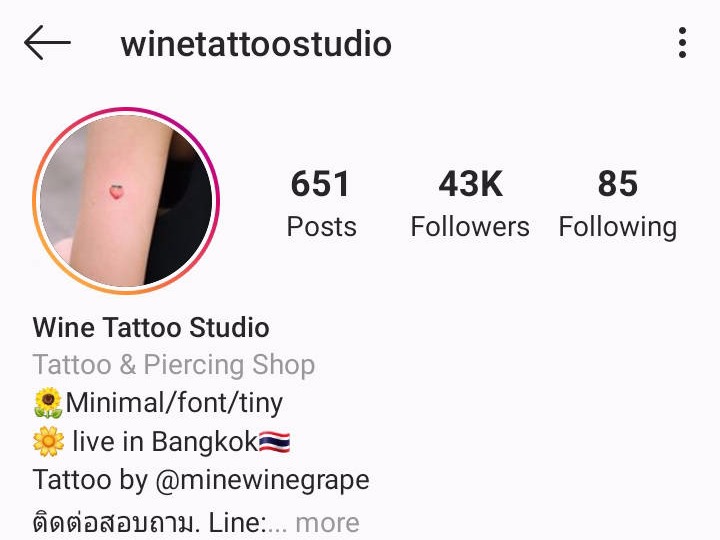 winetattoostudio
651 43K 85
Posts Followers Following
Wine Tattoo Studio
Tattoo & Piercing Shop
🌻Minimal/font/tiny
🌼 live in Bangkok🇹🇭
Tattoo by @minewinegrape
ติดต่อสอบถาม. Line:... more